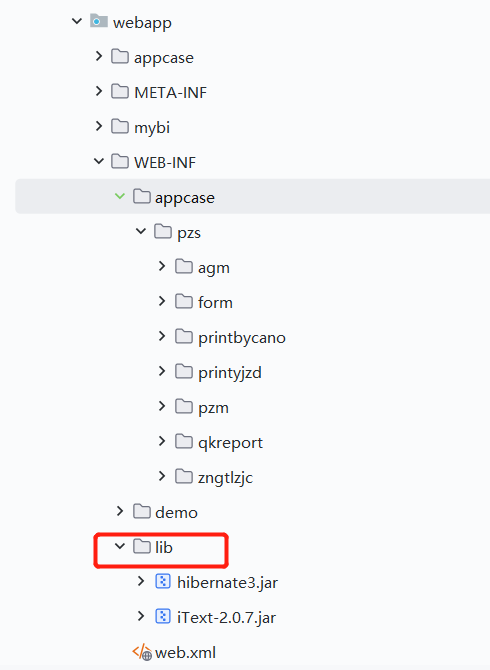 webapp
appcase
META-INF
mybi
WEB-INF
appcase
pzs
agm
form
printbycano
printyjzd
pzm
qkreport
zngtlzjc
demo
lib
hibernate3.jar
iText-2.0.7.jar
web.xml